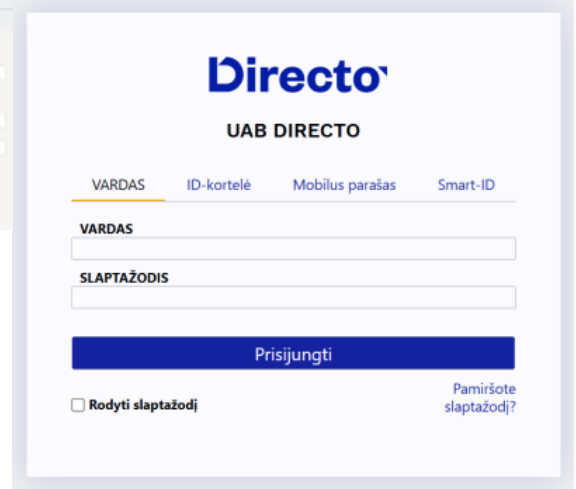 Directo
UAB DIRECTO
VARDAS ID-kortelė Mobilus parašas Smart-ID
VARDAS
SLAPTAŽODIS
Prisijungti
Rodyti slaptažodį
Pamiršote
slaptažodį?